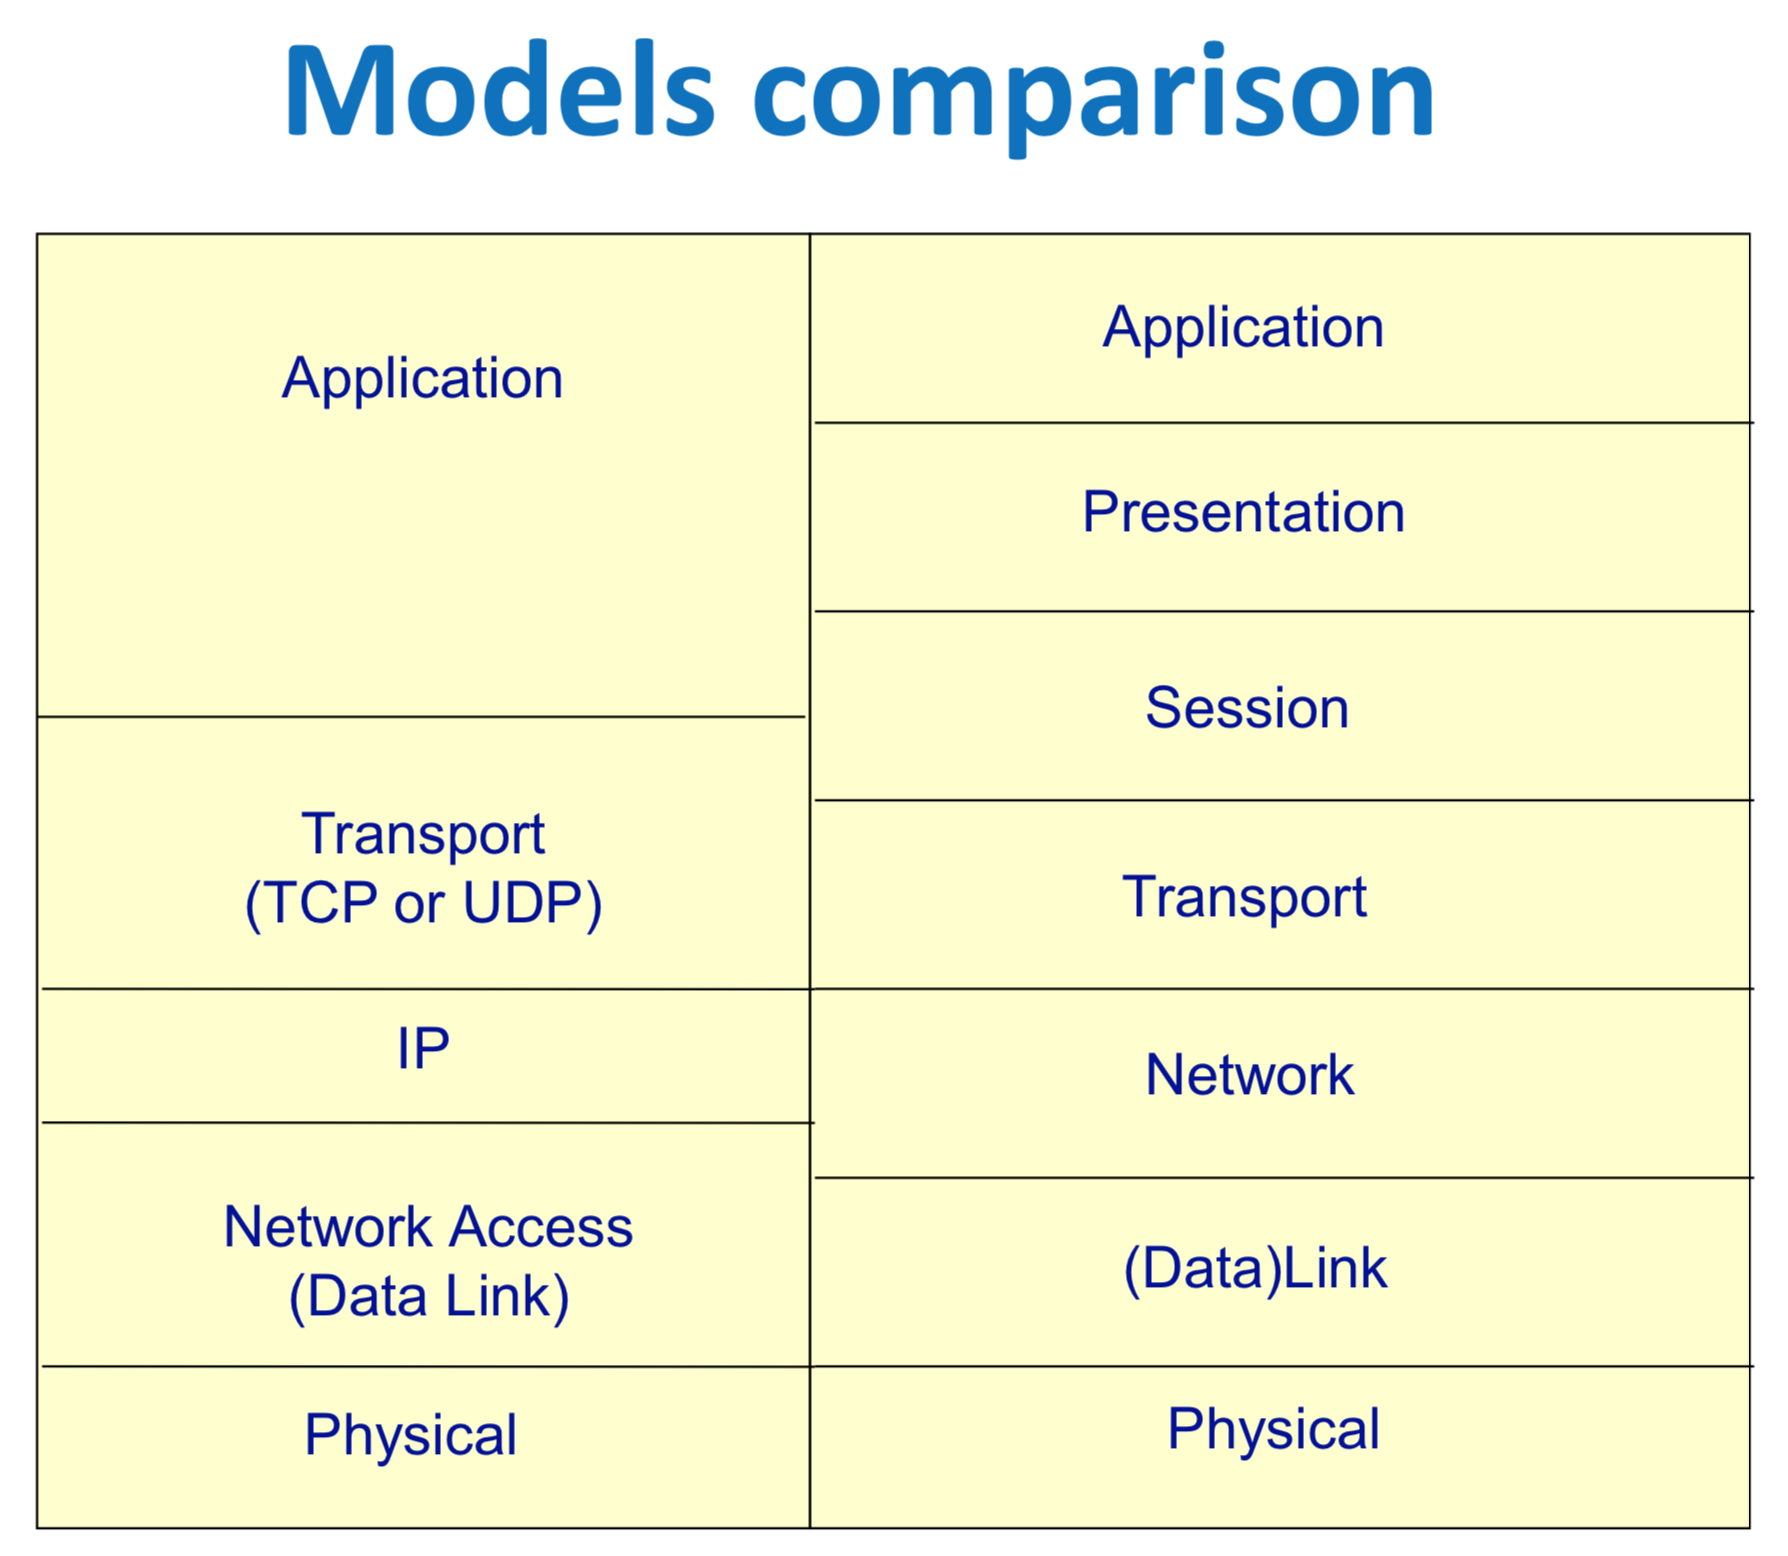 Models comparison
Application
Transport
(TCP or UDP)
IP
Network Access
(Data Link)
Physical
Application
Presentation
Session
Transport
Network
(Data)Link
Physical